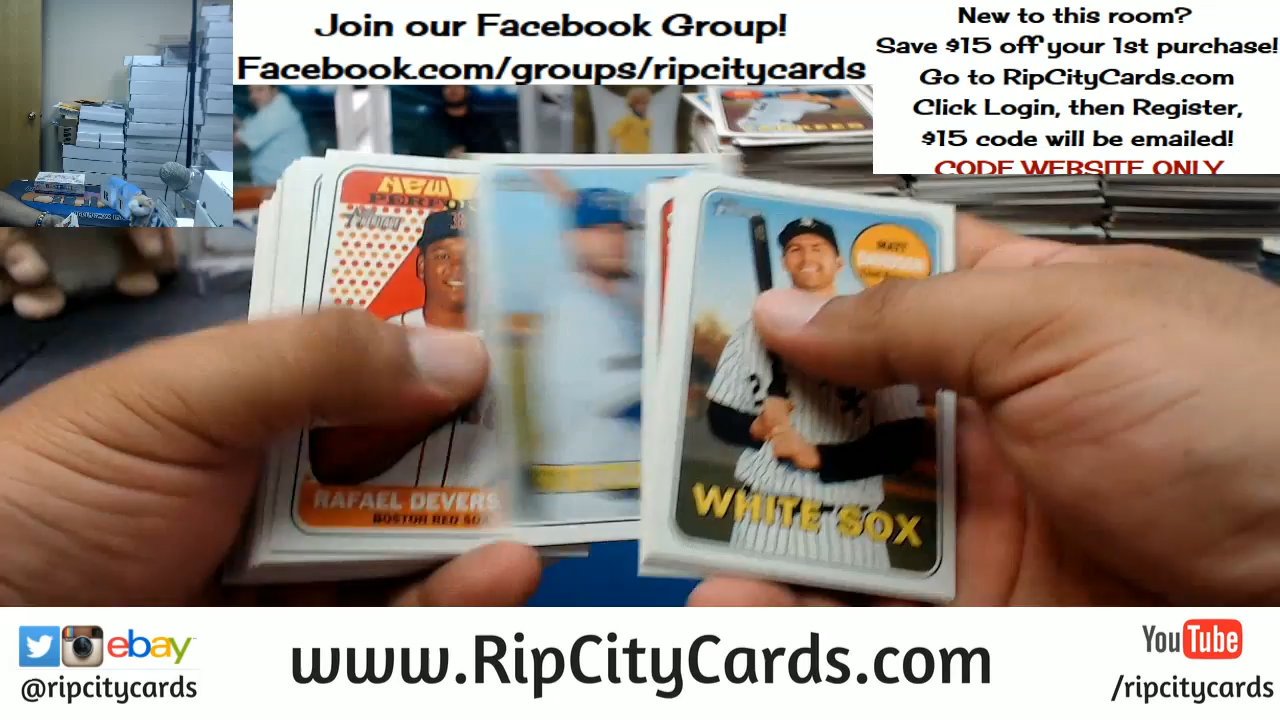 Join our Facebook Group!
Facebook.com/groups/ripcitycards
New to this room?
Save $15 off your 1st purchase!
Go to RipCityCards.com
Click Login, then Register,
$15 code will be emailed!
CODE WEBSITE ONLY
NEW
RAFAEL DEVERS
BOSTON RED SOX
MATT
WHITE SOX
ebay
@ripcitycards
www.RipCityCards.com
YouTube
/ripcitycards